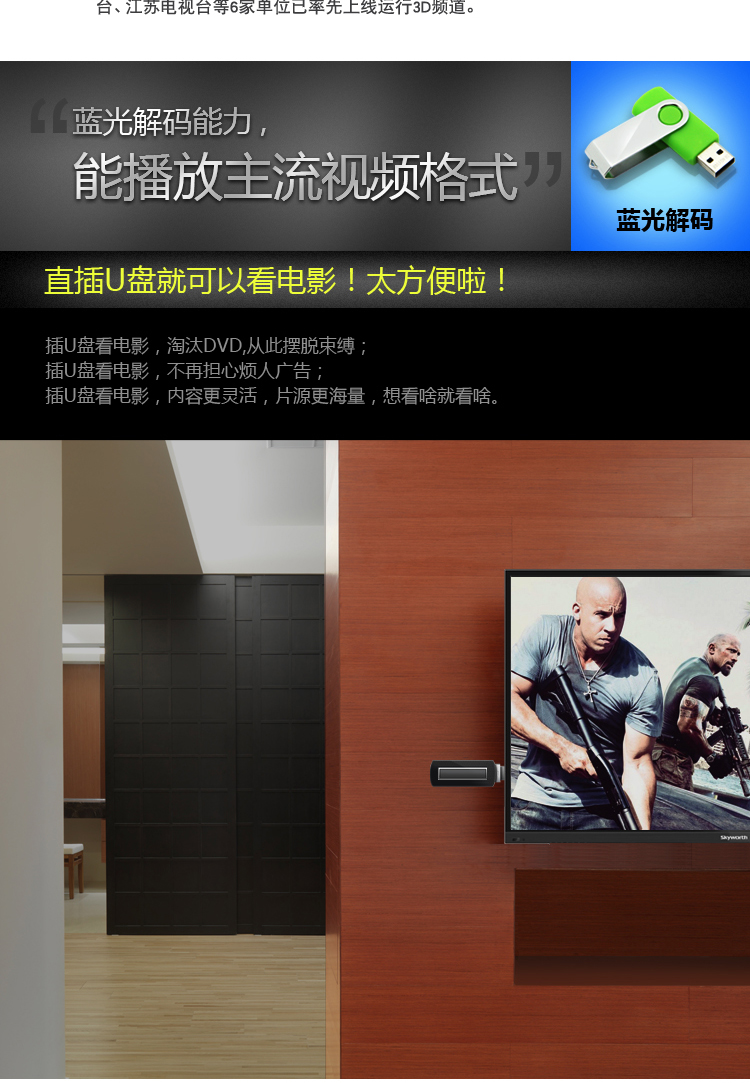 台、江苏电视台等6家单位已率先上线运行3D频道。
“蓝光解码能力，
能播放主流视频格式”
蓝光解码
直插U盘就可以看电影！太方便啦！
插U盘看电影，淘汰DVD,从此摆脱束缚；
插U盘看电影，不再担心烦人广告；
插U盘看电影，内容更灵活，片源更海量，想看啥就看啥。
Skyworth